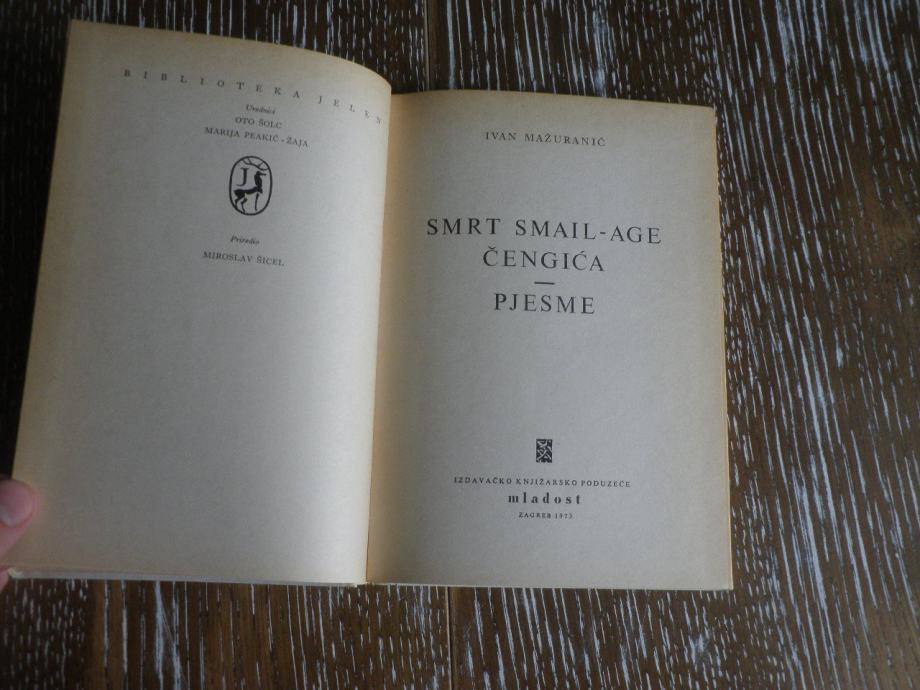 BIBLIOTEKA JELEN
Urednici
OTO ŠOLC
MARIJA PEAKIĆ-ŽAJA
J
Priredio
MIROSLAV ŠICEL
IVAN MAŽURANIĆ
SMRT SMAIL-AGE
ČENGIĆA
—
PJESME
IZDAVAČKO KNJIŽARSKO PODUZEĆE
mladost
ZAGREB 1973